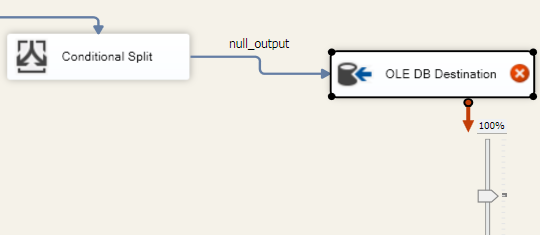 null_output
Conditional Split
OLE DB Destination
100%